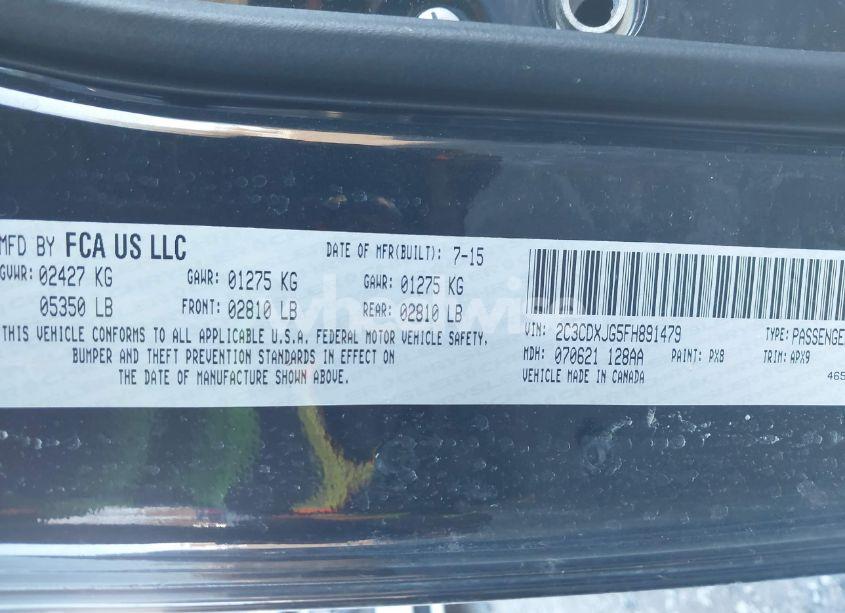 MFD BY FCA US LLC DATE OF MFR(BUILT): 7-15
GVWR: 02427 KG GAWR: 01275 KG GAWR: 01275 KG
05350 LB FRONT: 02810 LB REAR: 02810 LB
THIS VEHICLE CONFORMS TO ALL APPLICABLE U.S.A. FEDERAL MOTOR VEHICLE SAFETY,
BUMPER AND THEFT PREVENTION STANDARDS IN EFFECT ON
THE DATE OF MANUFACTURE SHOWN ABOVE.
VIN: 2C3CDXJG5FH891479 TYPE: PASSENGE
MDH: 070621 128AA PAINT: PX8 TRIM: APX9
VEHICLE MADE IN CANADA 465